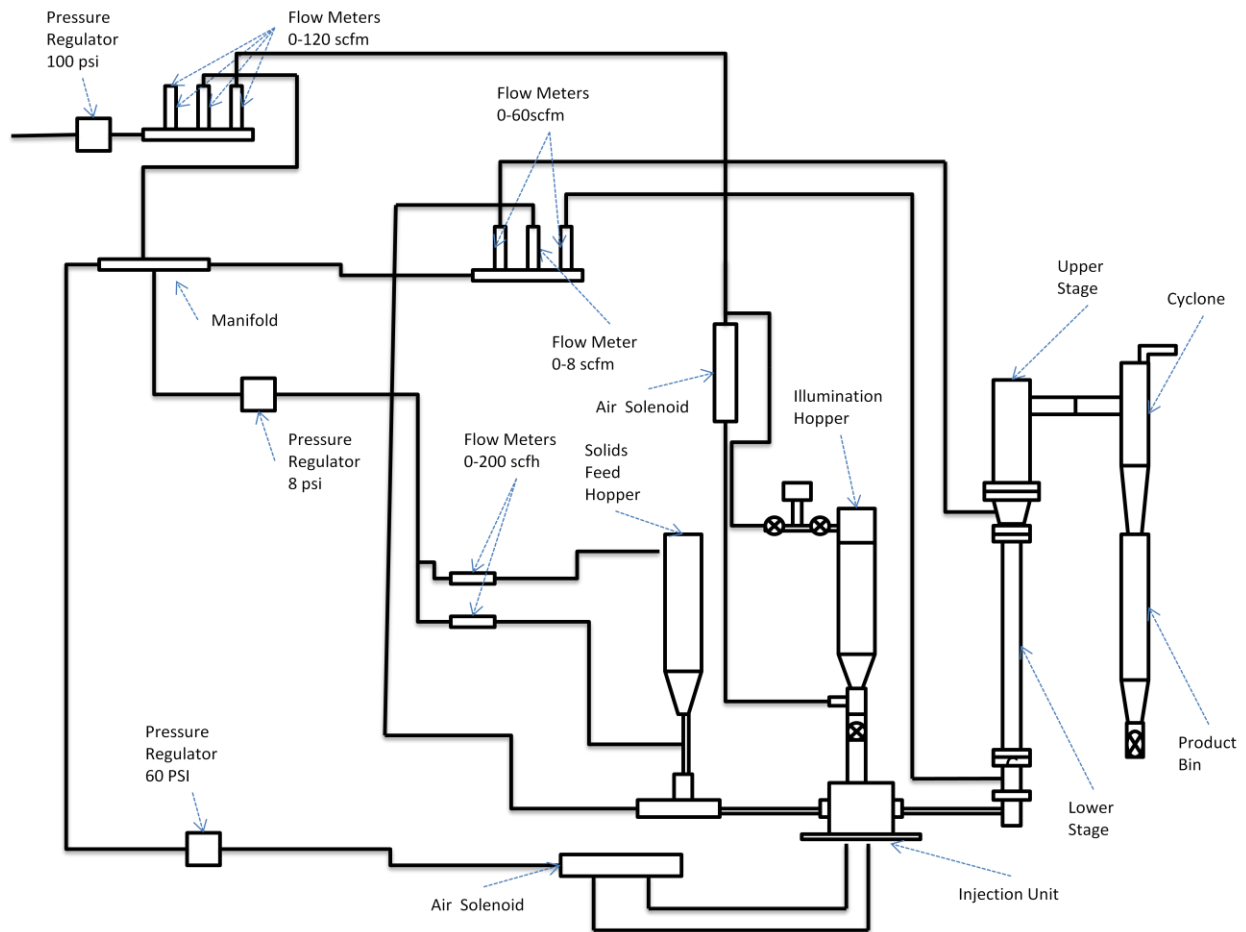 Pressure
Regulator
100 psi
Flow Meters
0-120 scfm
Flow Meters
0-60scfm
Manifold
Flow Meter
0-8 scfm
Upper
Stage
Cyclone
Air Solenoid
Illumination
Hopper
Pressure
Regulator
8 psi
Flow Meters
0-200 scfh
Solids
Feed
Hopper
Pressure
Regulator
60 PSI
Product
Bin
Lower
Stage
Air Solenoid
Injection Unit